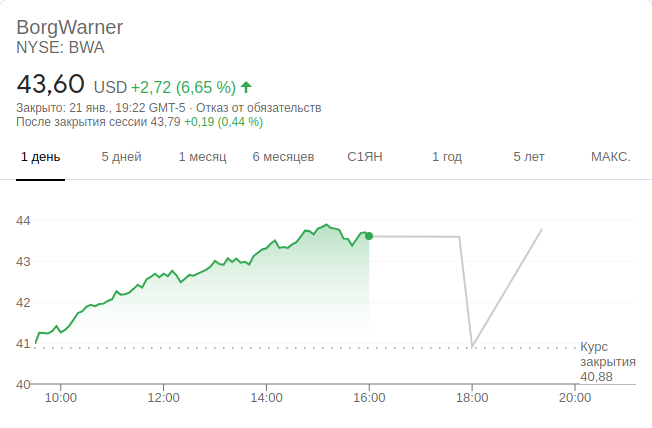 BorgWarner
NYSE: BWA
43,60 USD +2,72 (6,65 %)
Закрыто: 21 янв., 19:22 GMT-5 · Отказ от обязательств
После закрытия сессии 43,79 +0,19 (0,44 %)
1 день 5 дней 1 месяц 6 месяцев С1ЯН 1 год 5 лет МАКС.
44
43
42
41
40
Курс
закрытия
40,88
10:00 12:00 14:00 16:00 18:00 20:00